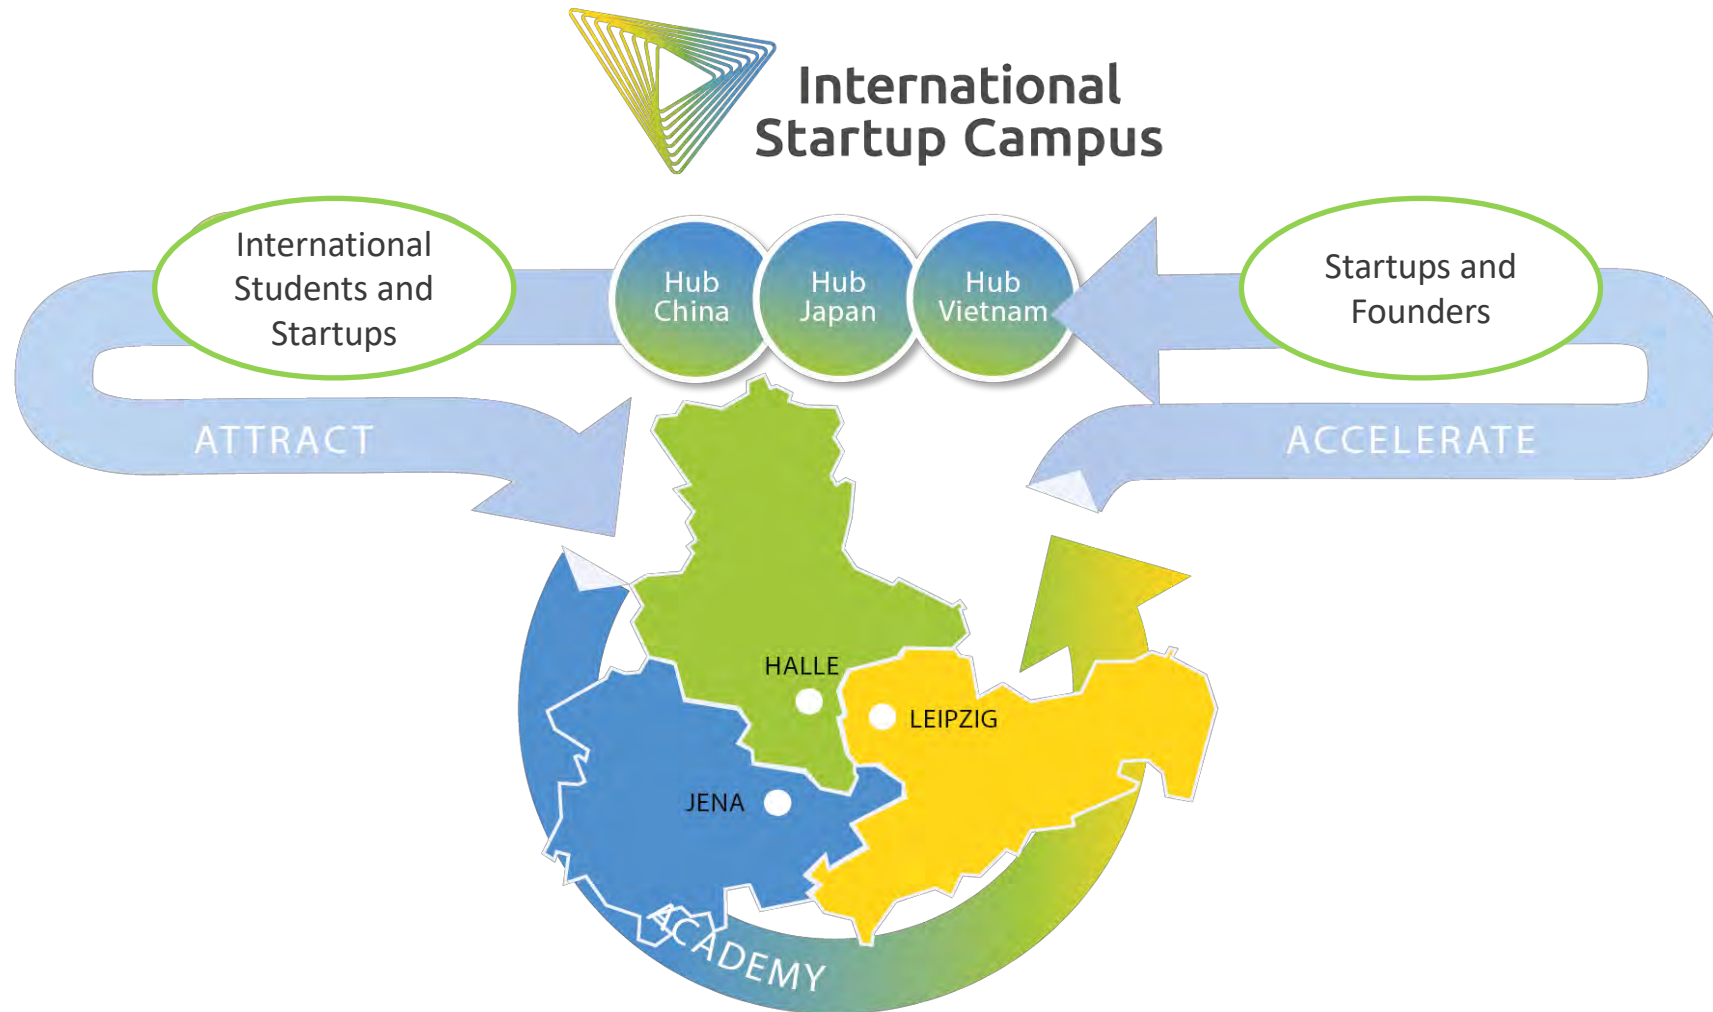 International
Startup Campus
International
Students and
Startups
Hub
China
Hub
Japan
Hub
Vietnam
Startups and
Founders
ATTRACT
ACCELERATE
HALLE
LEIPZIG
JENA
ACADEMY